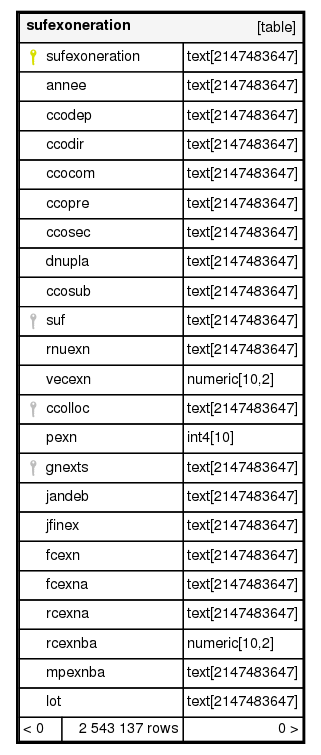 sufexoneration [table]
sufexoneration text[2147483647]
annee text[2147483647]
ccodep text[2147483647]
ccodir text[2147483647]
ccocom text[2147483647]
ccopre text[2147483647]
ccosec text[2147483647]
dnupla text[2147483647]
ccosub text[2147483647]
suf text[2147483647]
rnuexn text[2147483647]
vecexn numeric[10,2]
ccolloc text[2147483647]
pexn int4[10]
gnexts text[2147483647]
jandeb text[2147483647]
jfinex text[2147483647]
fcexn text[2147483647]
fcexna text[2147483647]
rcexna text[2147483647]
rcexnba numeric[10,2]
mpexnba text[2147483647]
lot text[2147483647]
< 0 2 543 137 rows 0 >